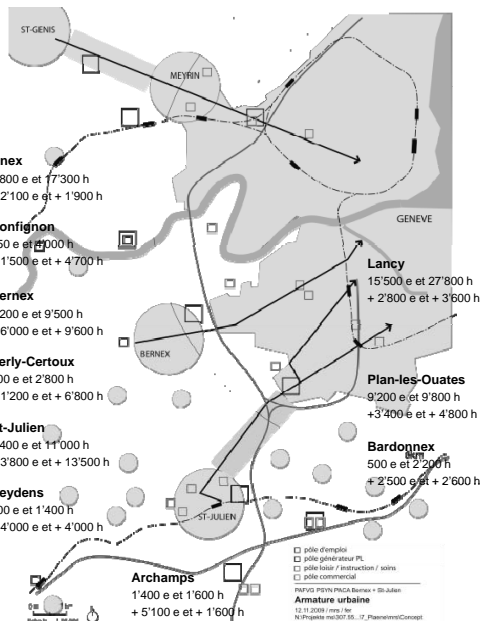 ST-GENIS
MEYRIN
nex
800 e et 17'300 h
2'100 e et + 1'900 h
onfignon
50 e et 4'000 h
1'500 e et + 4'700 h
GENEVE
Lancy
15'500 e et 27'800 h
+ 2'800 e et + 3'600 h
ernex
200 e et 9'500 h
6'000 e et + 9'600 h
BERNEX
erly-Certoux
00 e et 2'800 h
1'200 e et + 6'800 h
Plan-les-Ouates
9'200 e et 9'800 h
+3'400 e et + 4'800 h
t-Julien
400 e et 11'000 h
3'800 e et + 13'500 h
Bardonnex
500 e et 2'200 h
+ 2'500 e et + 2'600 h
eydens
00 e et 1'400 h
4'000 e et + 4'000 h
ST-JULIEN
Archamps
1'400 e et 1'600 h
+ 5'100 e et + 1'600 h
pôle d'emploi
pôle générateur PL
pôle loisir / instruction / soins
pôle commercial
PAFVG PSYN PACA Bernex + St-Julien
Armature urbaine
12.11.2009 / mrs / fer